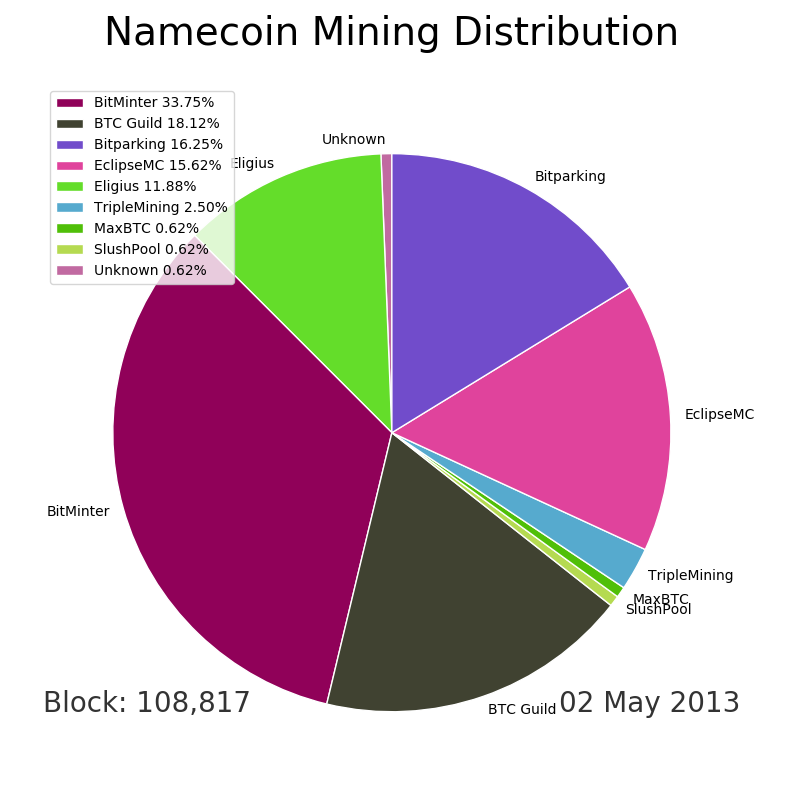 Namecoin Mining Distribution
BitMinter 33.75%
BTC Guild 18.12%
Bitparking 16.25%
EclipseMC 15.62%
Eligius 11.88%
TripleMining 2.50%
MaxBTC 0.62%
SlushPool 0.62%
Unknown 0.62%
Unknown
Eligius
Bitparking
EclipseMC
BitMinter
TripleMining
MaxBTC
SlushPool
BTC Guild
Block: 108,817
02 May 2013